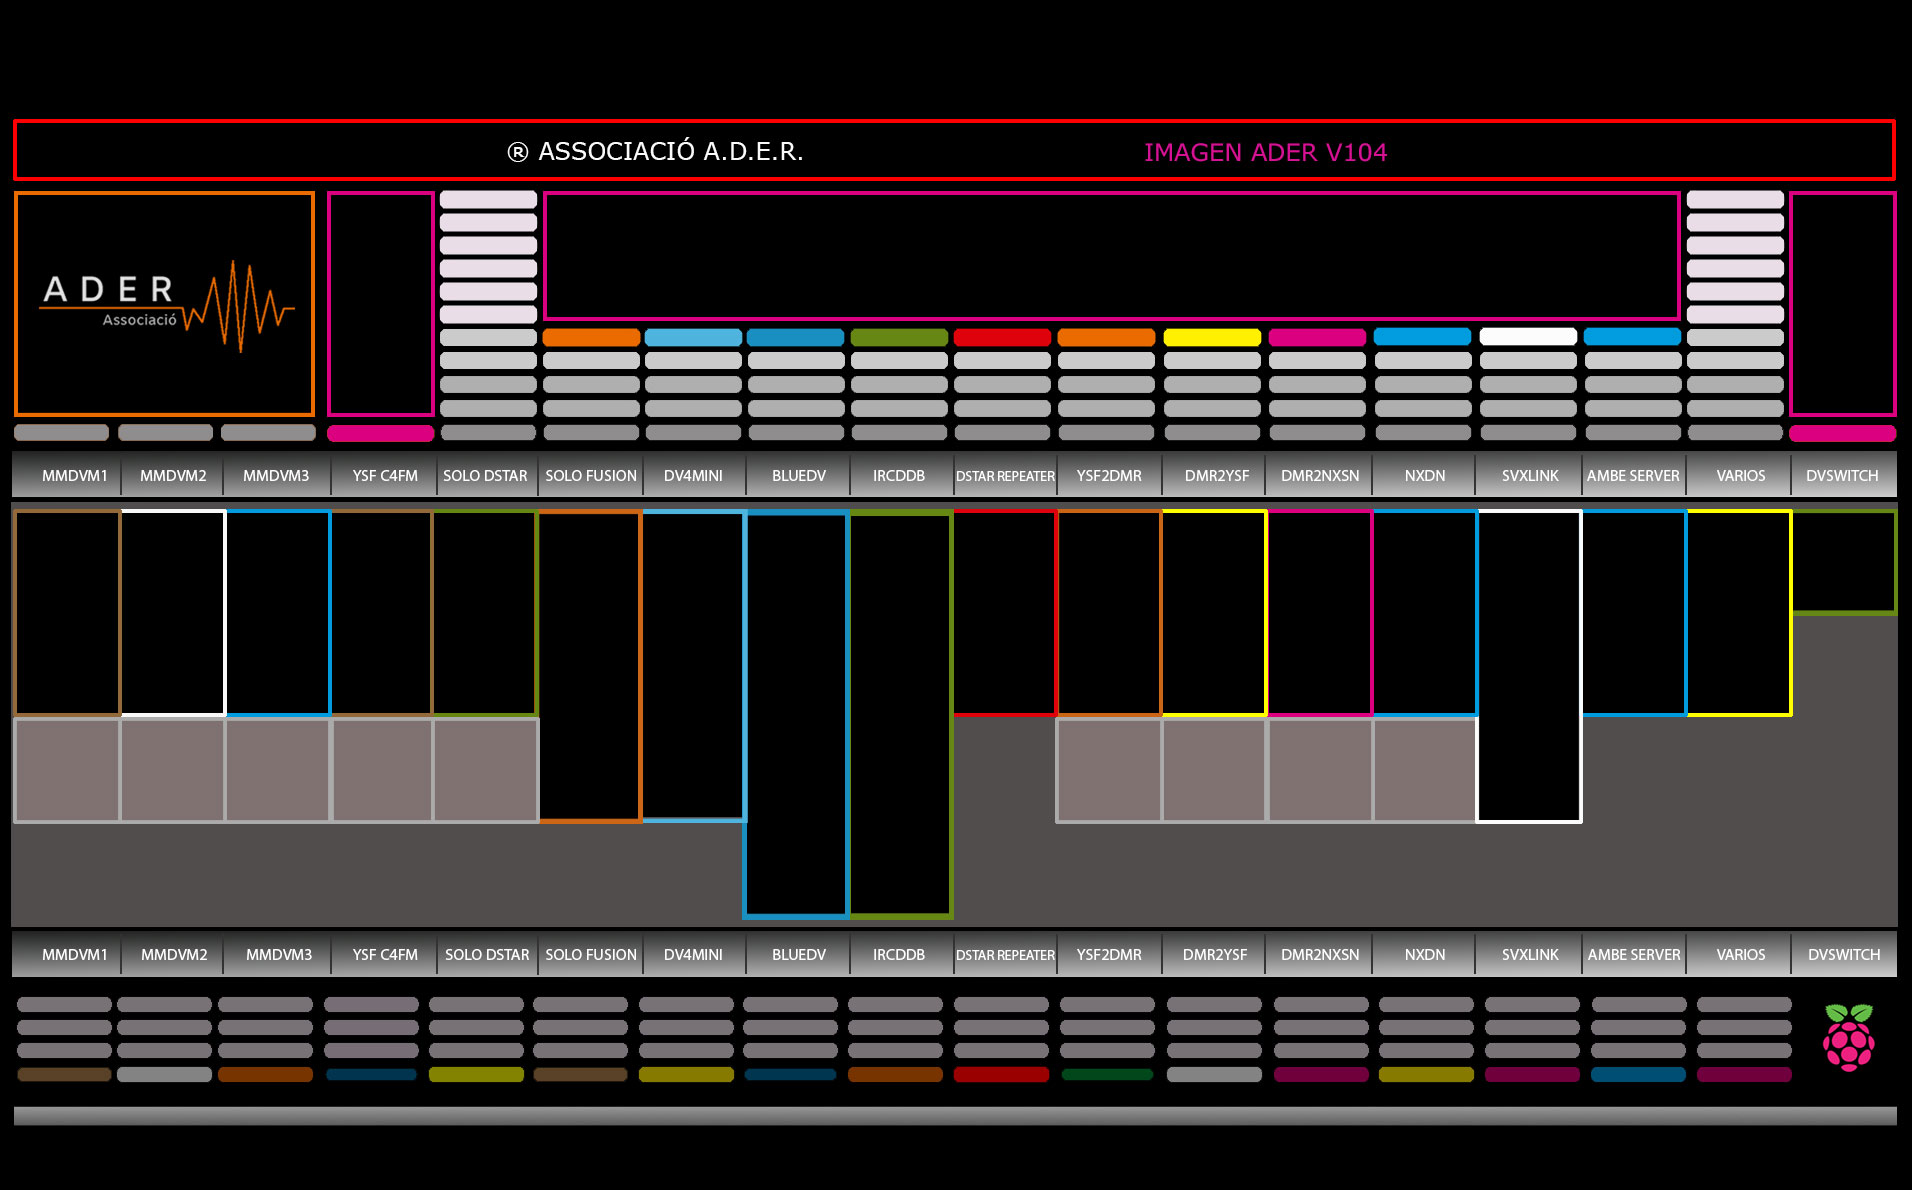 ® ASSOCIACIÓ A.D.E.R. IMAGEN ADER V104
ADER
Associació
MMDVM1 MMDVM2 MMDVM3 YSF C4FM SOLO DSTAR SOLO FUSION DV4MINI BLUEDV IRCDDB DSTAR REPEATER YSF2DMR DMR2YSF DMR2NXSN NXDN SVXLINK AMBE SERVER VARIOS DVSWITCH
MMDVM1 MMDVM2 MMDVM3 YSF C4FM SOLO DSTAR SOLO FUSION DV4MINI BLUEDV IRCDDB DSTAR REPEATER YSF2DMR DMR2YSF DMR2NXSN NXDN SVXLINK AMBE SERVER VARIOS DVSWITCH